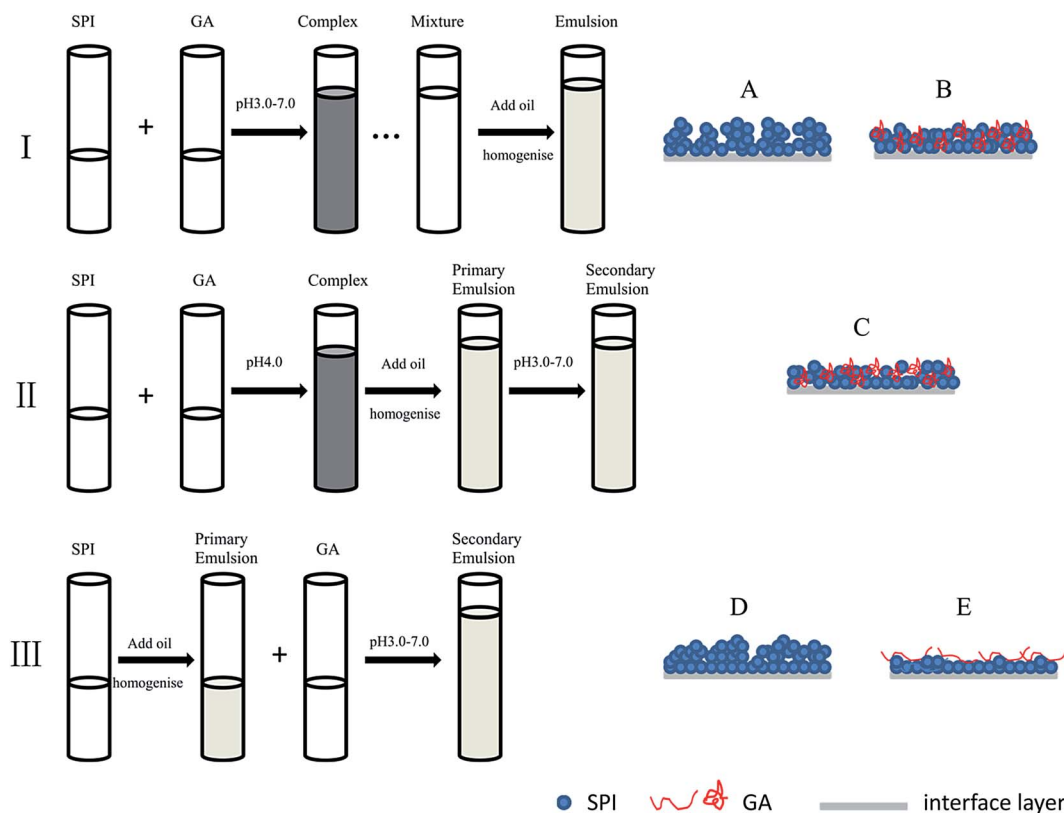 SPI
GA
Complex
Mixture
Emulsion
I
+
pH3.0-7.0
...
Add oil
homogenise
A
B
SPI
GA
Complex
Primary
Emulsion
Secondary
Emulsion
II
+
pH4.0
Add oil
homogenise
pH3.0-7.0
C
SPI
Primary
Emulsion
GA
Secondary
Emulsion
III
Add oil
homogenise
+
pH3.0-7.0
D
E
SPI
GA
interface layer